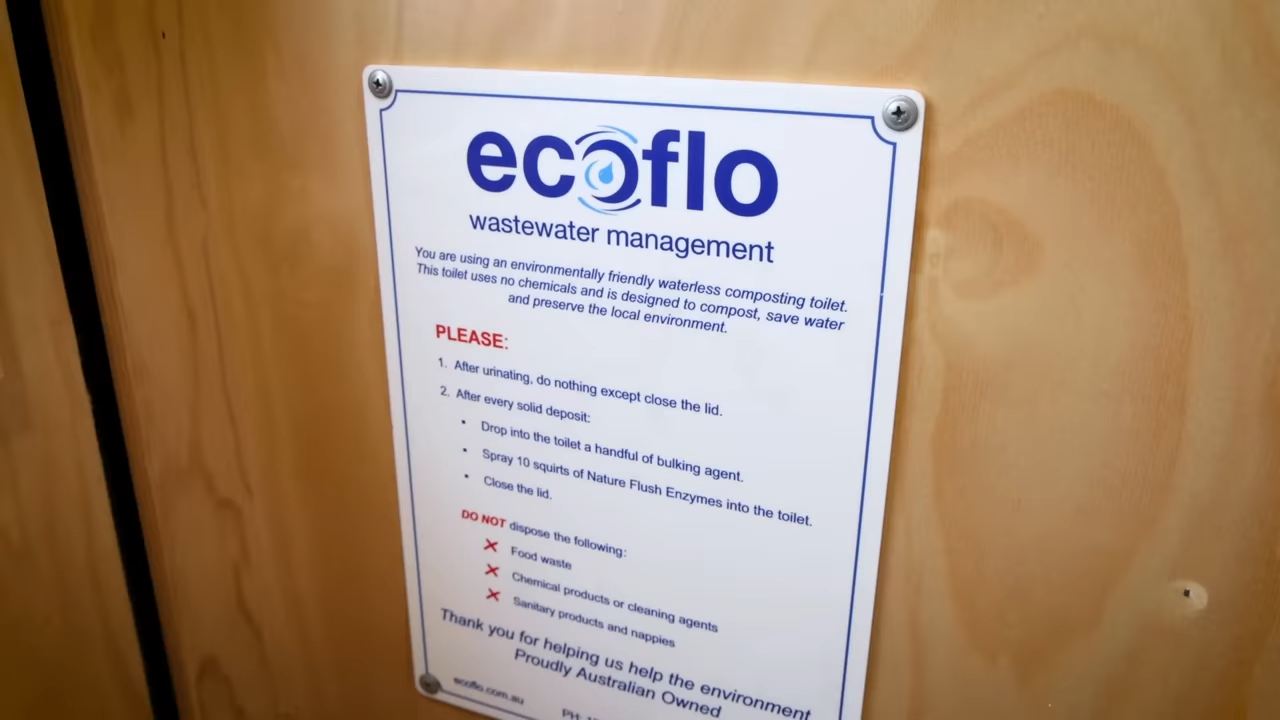 ecoflo
wastewater management
You are using an environmentally friendly waterless composting toilet.
This toilet uses no chemicals and is designed to compost, save water
and preserve the local environment.
PLEASE:
1. After urinating, do nothing except close the lid.
2. After every solid deposit:
• Drop into the toilet a handful of bulking agent.
• Spray 10 squirts of Nature Flush Enzymes into the toilet.
• Close the lid.
DO NOT dispose the following:
✗ Food waste
✗ Chemical products or cleaning agents
✗ Sanitary products and nappies
Thank you for helping us help the environment
Proudly Australian Owned
ecoflo.com.au
PH: